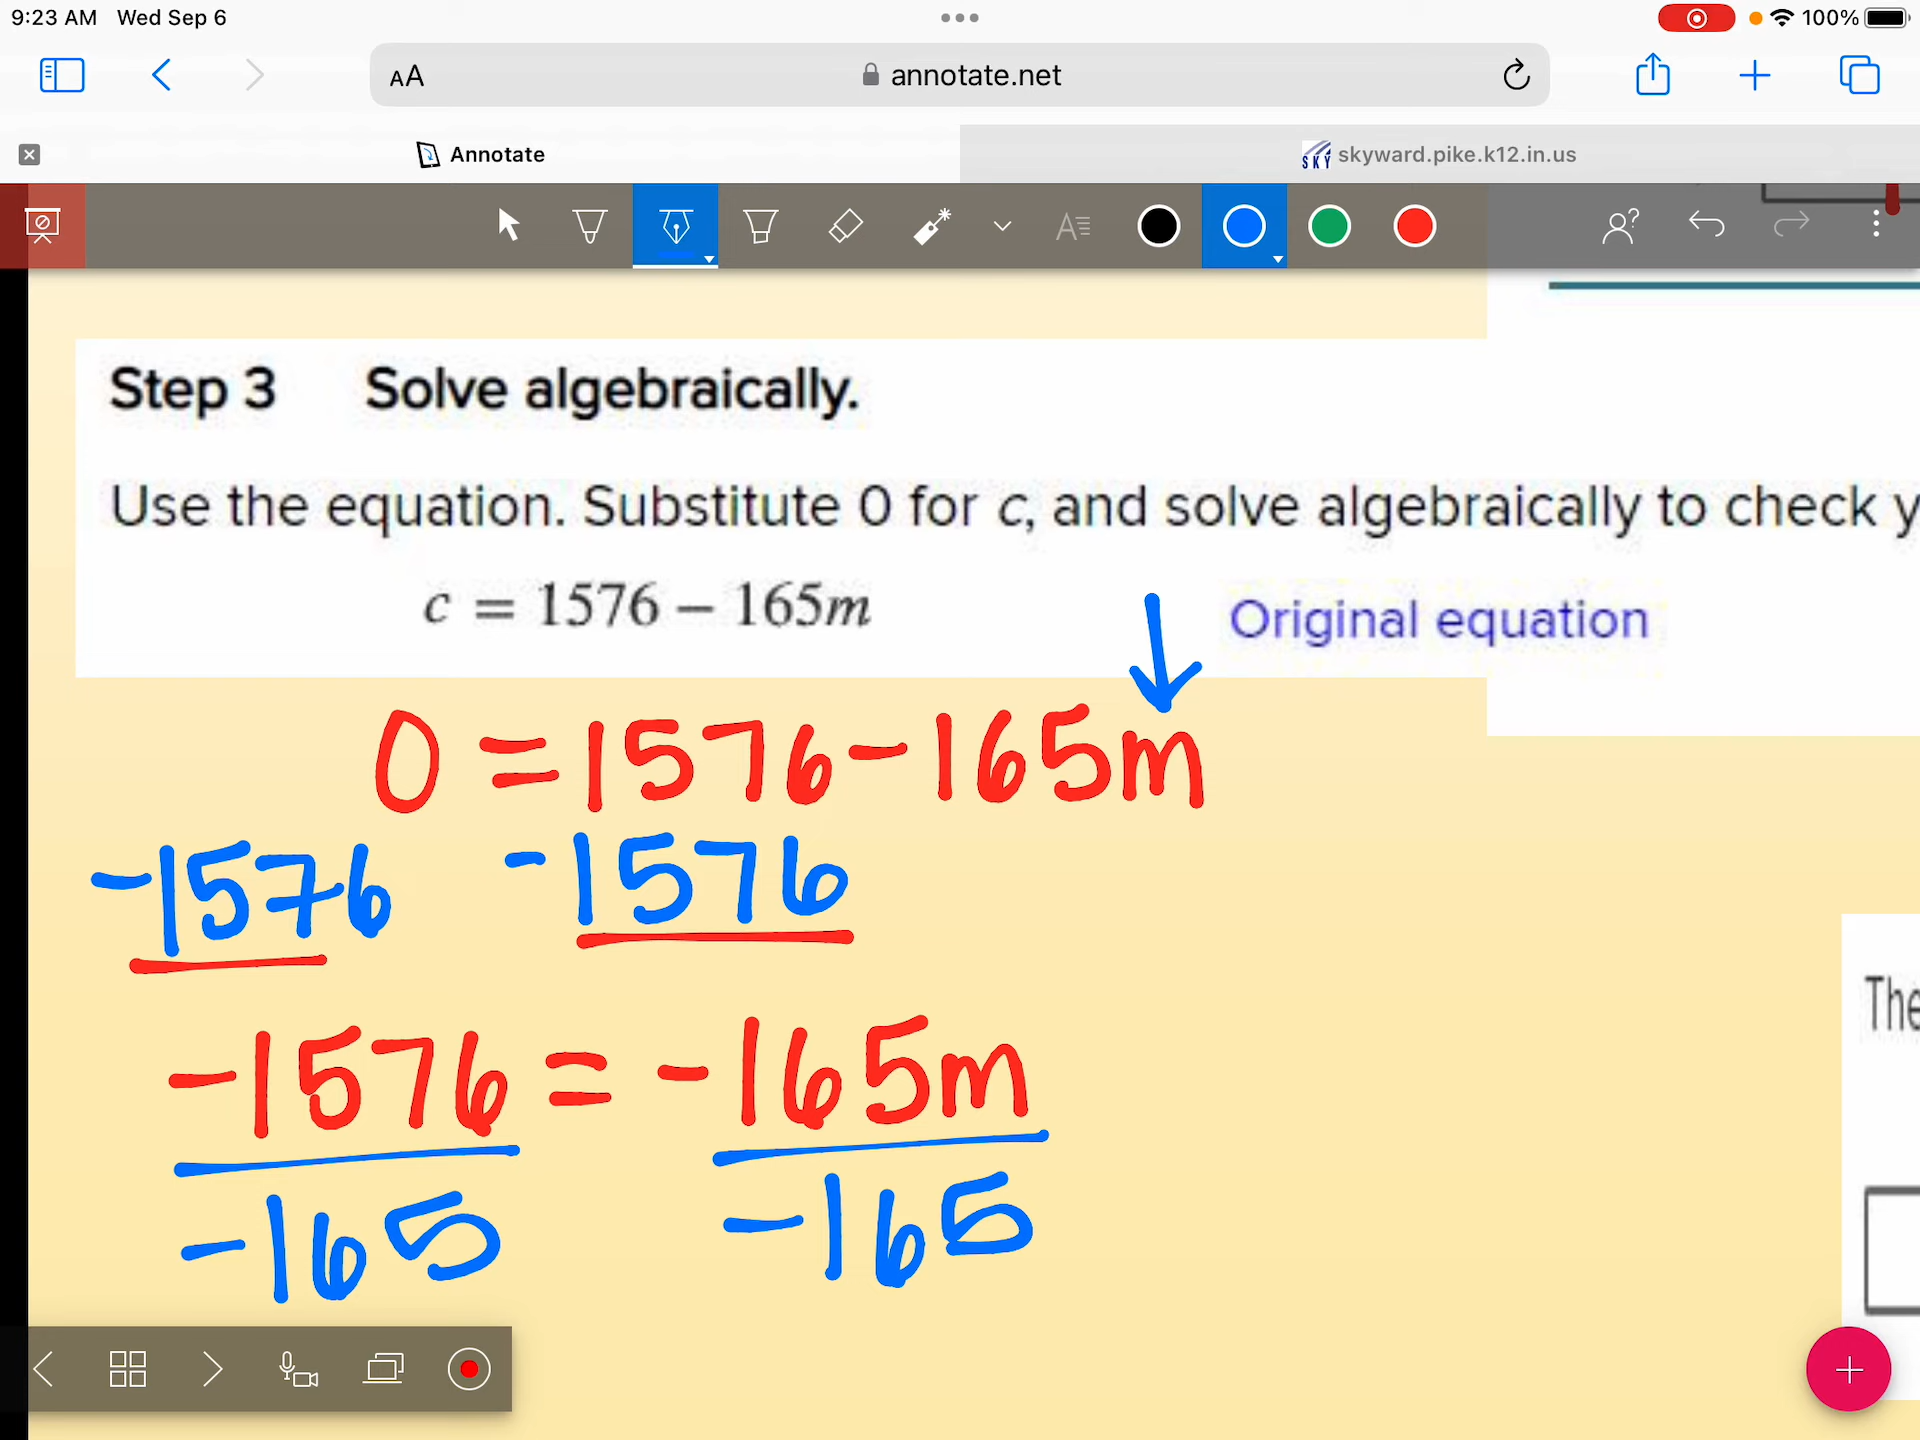 9:23 AM Wed Sep 6
100%
AA
annotate.net
Annotate
SKY skyward.pike.k12.in.us
Step 3 Solve algebraically.
Use the equation. Substitute 0 for c, and solve algebraically to check y
c = 1576 – 165m
Original equation
0 = 1576 - 165m
-1576 -1576
-1576 = -165m
-165 -165
The